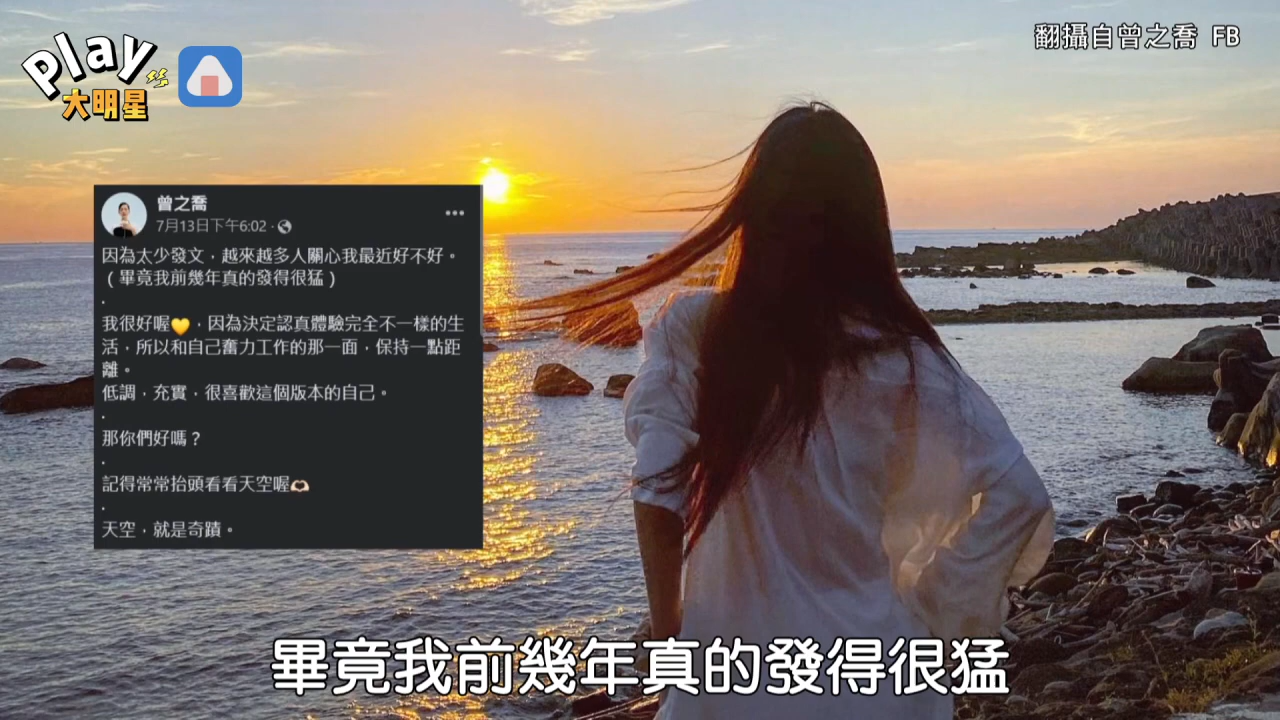 Play
大明星
翻攝自曾之喬 FB
曾之喬
7月13日下午6:02 ·
因為太少發文，越來越多人關心我最近好不好。
（畢竟我前幾年真的發得很猛）
.
我很好喔💛，因為決定認真體驗完全不一樣的生
活，所以和自己奮力工作的那一面，保持一點距
離。
低調，充實，很喜歡這個版本的自己。
.
那你們好嗎？
.
記得常常抬頭看看天空喔🫶🏻
.
天空，就是奇蹟。
畢竟我前幾年真的發得很猛